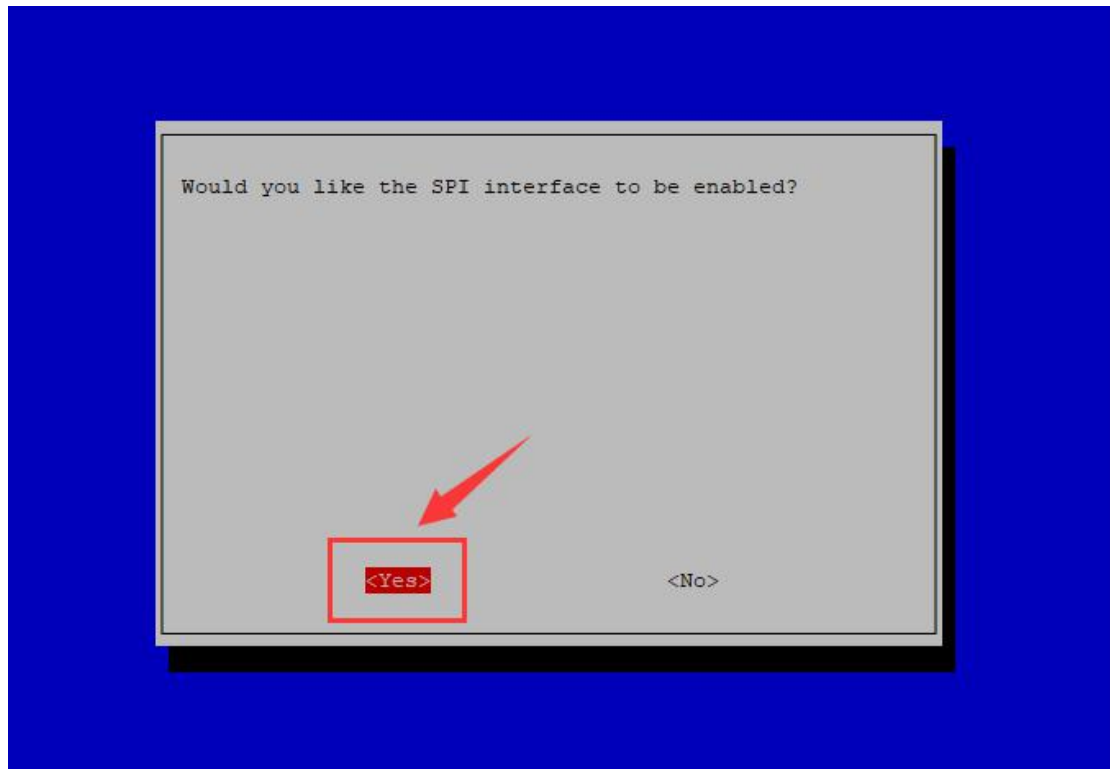 Would you like the SPI interface to be enabled?
<Yes> <No>